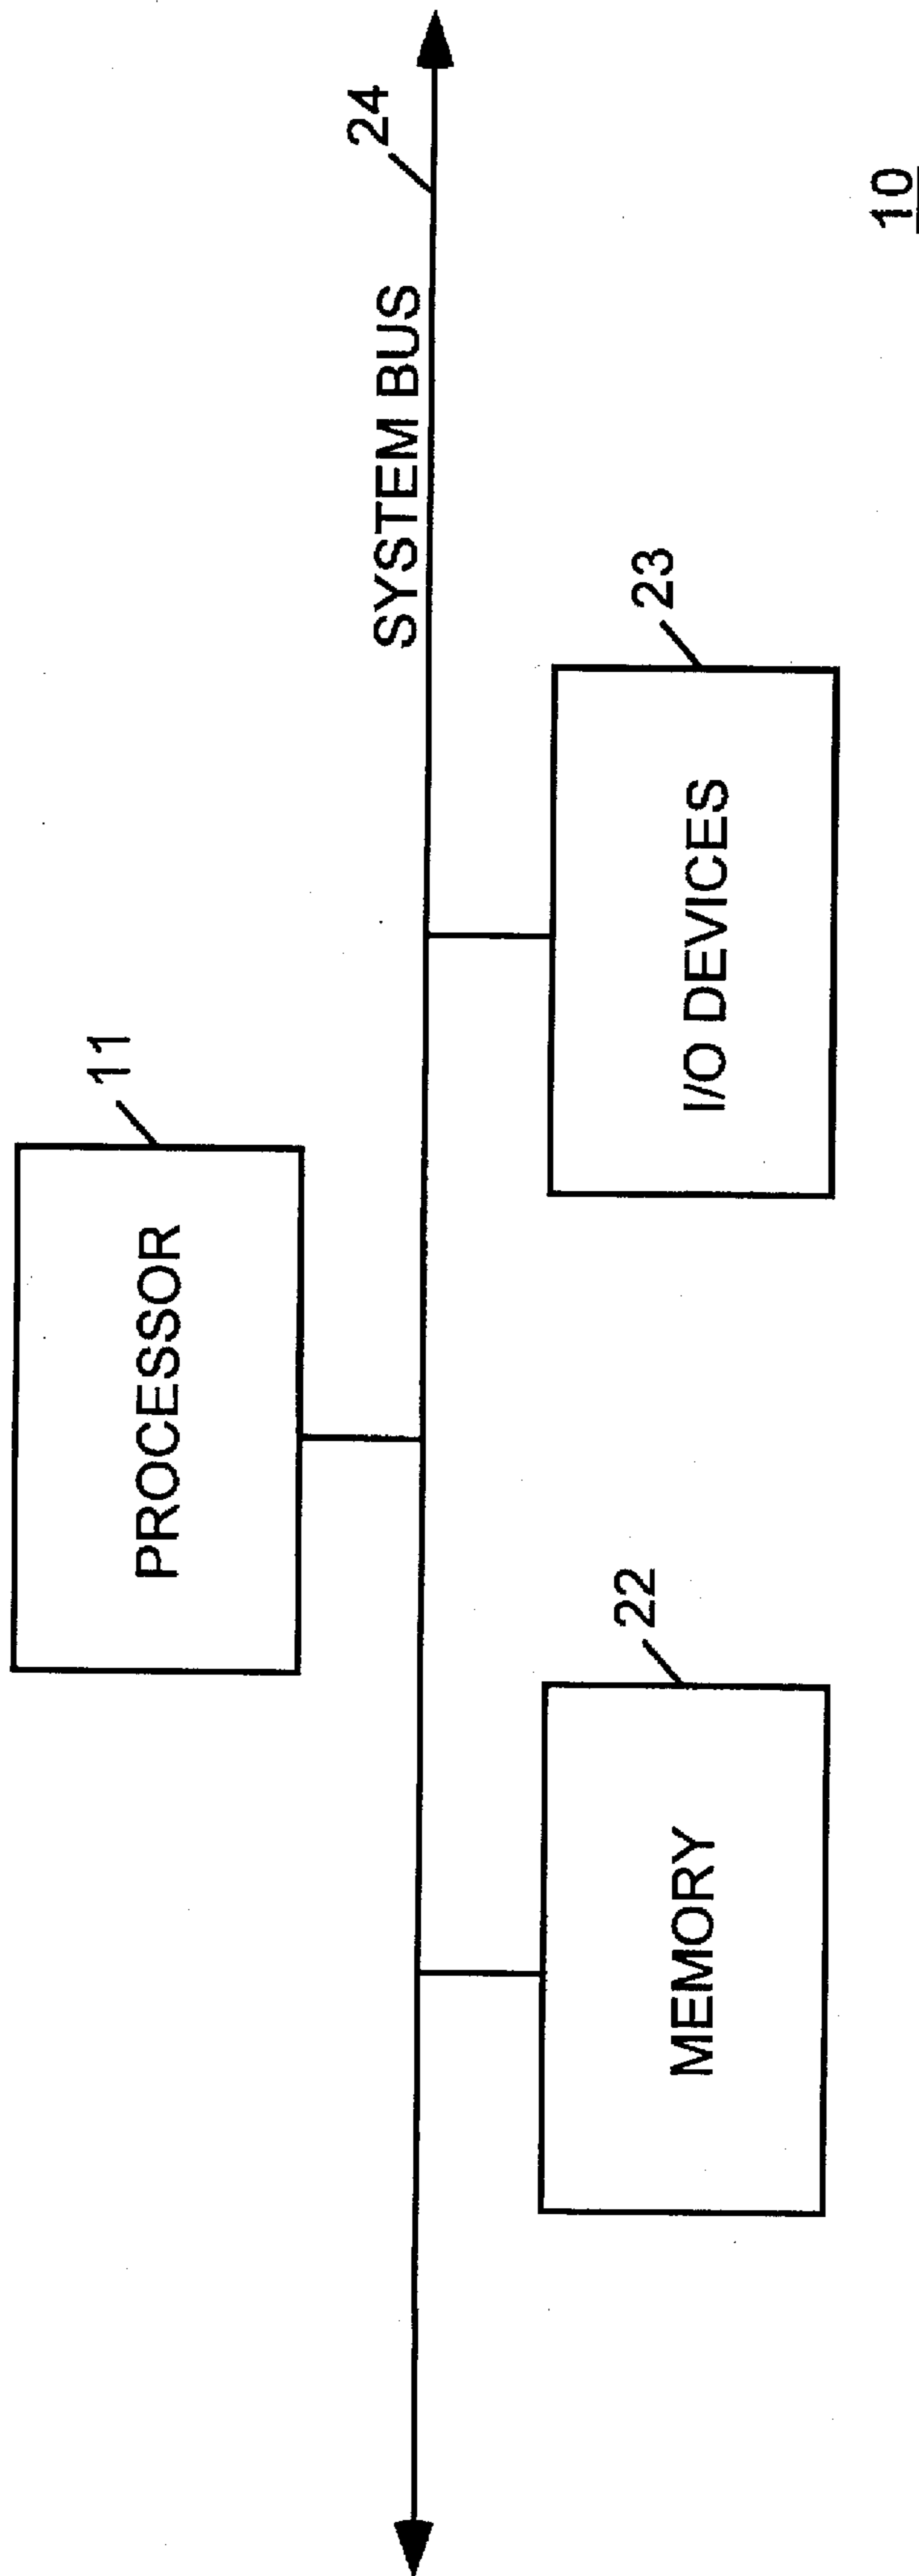 11
PROCESSOR
24
SYSTEM BUS
22
MEMORY
23
I/O DEVICES
10